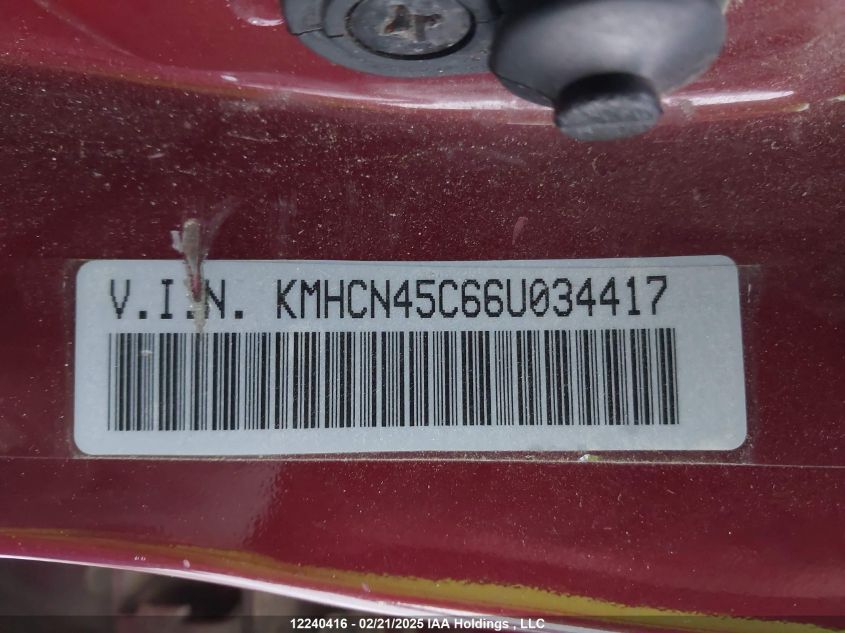 V.I.N. KMHCN45C66U034417
12240416 - 02/21/2025 IAA Holdings , LLC